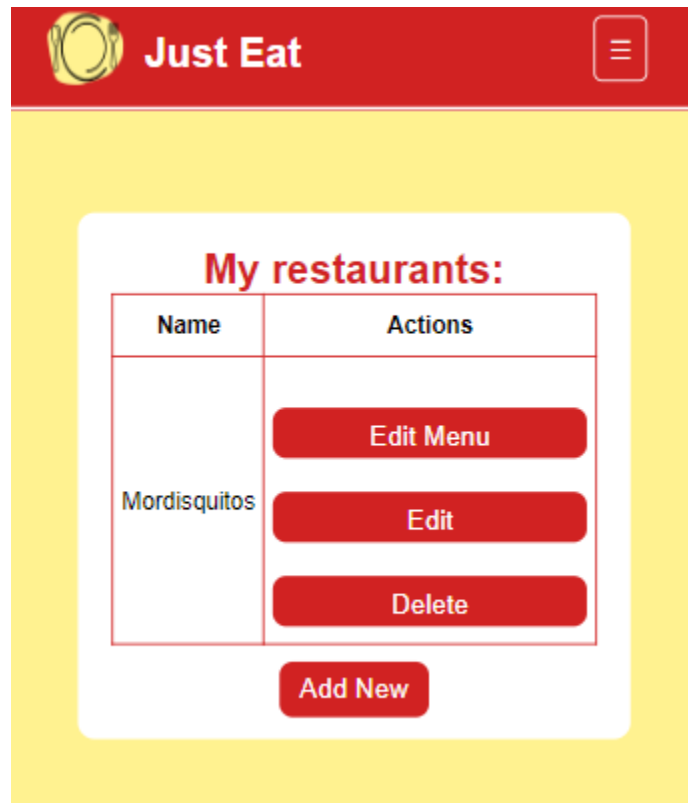 Just Eat
☰
My restaurants:
Name Actions
Edit Menu
Mordisquitos
Edit
Delete
Add New